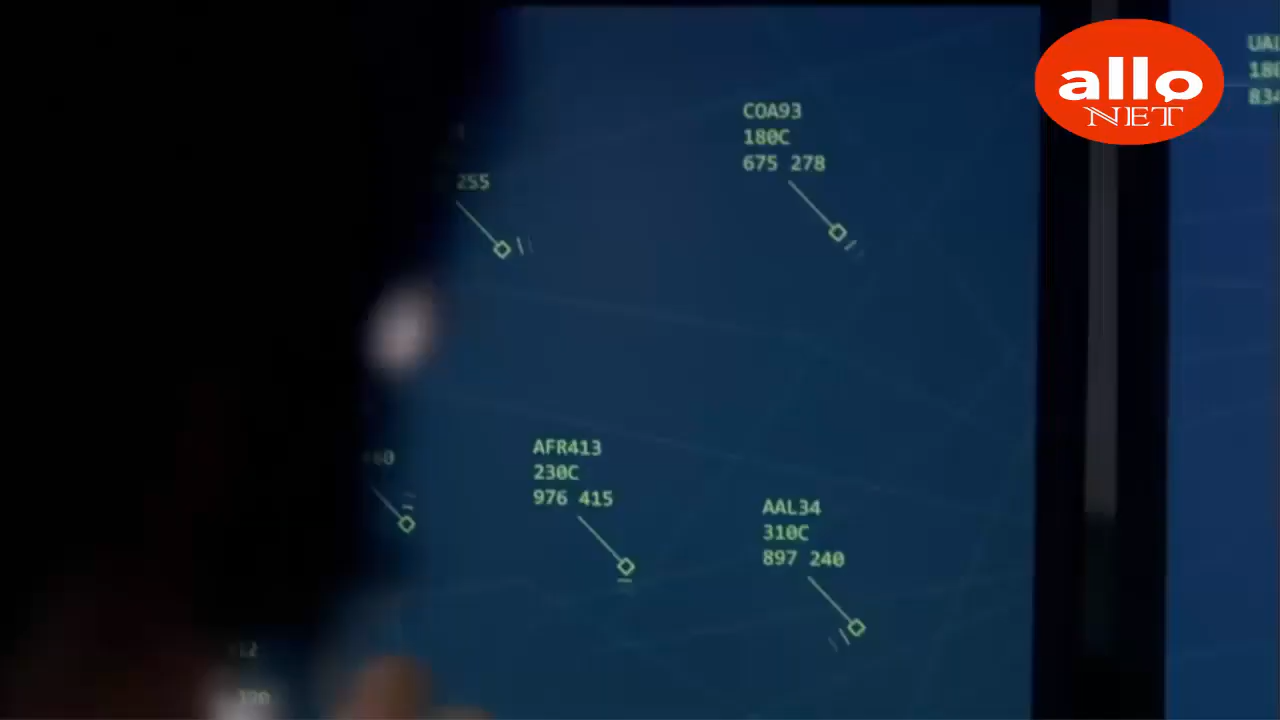 allo
NET
COA93
180C
675 278
255
AFR413
230C
976 415
AAL34
310C
897 240